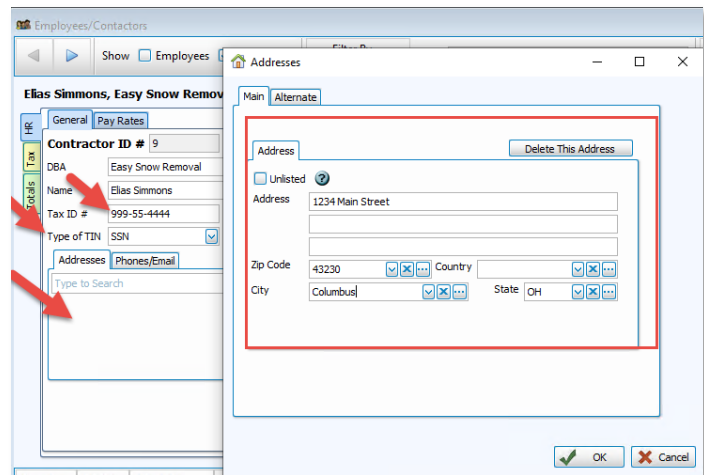 Employees/Contactors
Show Employees
Addresses
Elias Simmons, Easy Snow Remov
Main Alternate
HR
Tax
Totals
General Pay Rates
Contractor ID # 9
DBA Easy Snow Removal
Name Elias Simmons
Tax ID # 999-55-4444
Type of TIN SSN
Addresses Phones/Email
Type to Search
Address
Delete This Address
Unlisted
Address 1234 Main Street
Zip Code 43230 Country
City Columbus State OH
OK Cancel